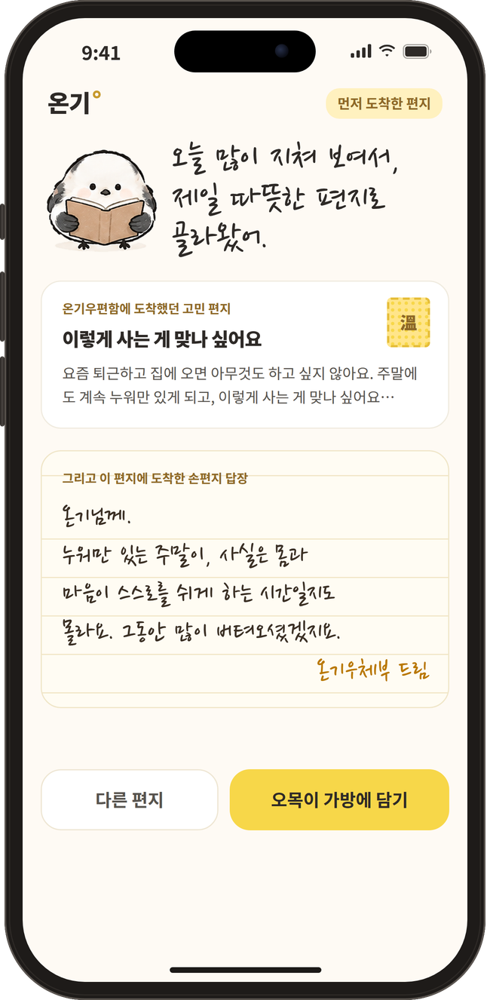 9:41
온기°
먼저 도착한 편지
오늘 많이 지쳐 보여서,
제일 따뜻한 편지로
골라왔어.
온기우편함에 도착했던 고민 편지
溫
이렇게 사는 게 맞나 싶어요
요즘 퇴근하고 집에 오면 아무것도 하고 싶지 않아요. 주말에
도 계속 누워만 있게 되고, 이렇게 사는 게 맞나 싶어요…
그리고 이 편지에 도착한 손편지 답장
온기님께.
누워만 있는 주말이, 사실은 몸과
마음이 스스로를 쉬게 하는 시간일지도
몰라요. 그동안 많이 버텨오셨겠지요.
온기우체부 드림
다른 편지
오목이 가방에 담기